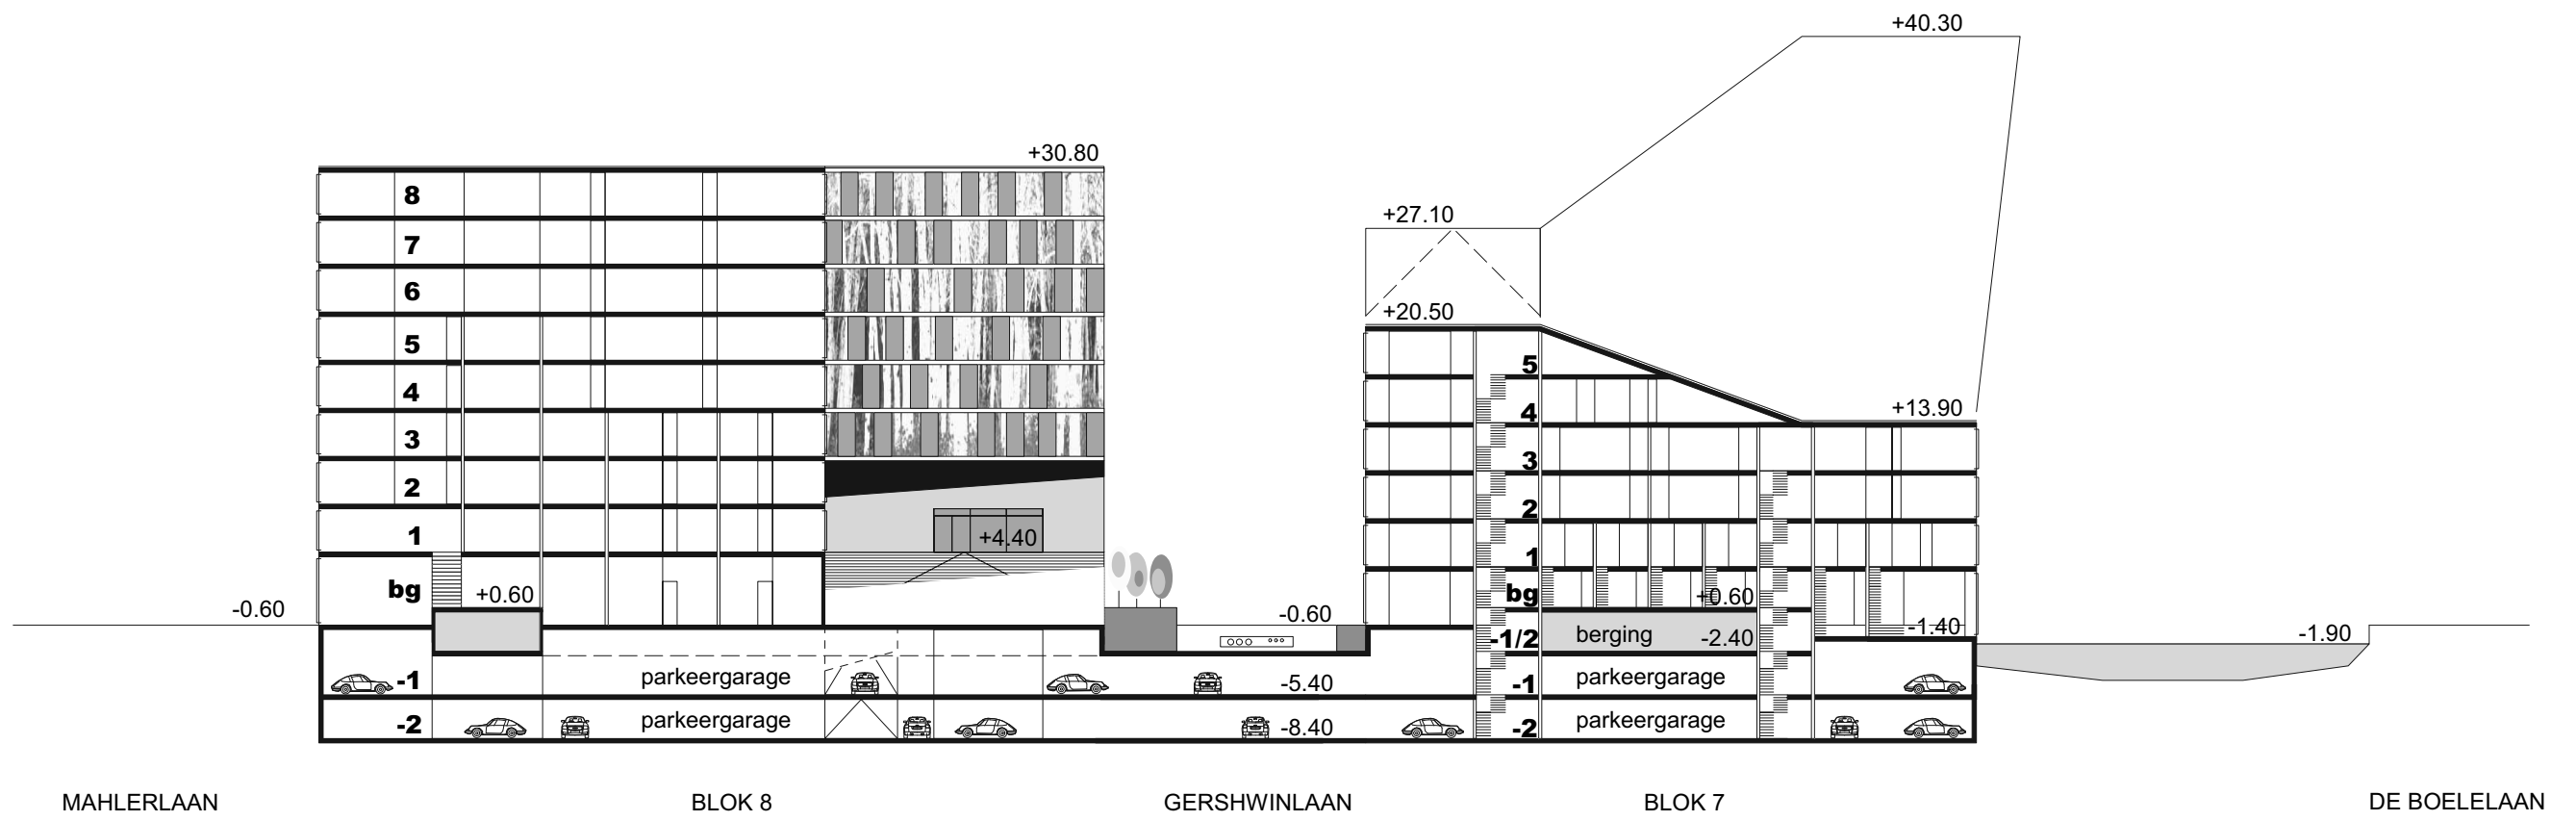 +40.30
+30.80
8
+27.10
7
6
+20.50
5
5
4
+13.90
4
3
3
2
2
1
+4.40
1
bg
+0.60
bg
+0.60
-0.60
-0.60
-1/2
berging
-2.40
-1.40
-1.90
-1
parkeergarage
-5.40
-1
parkeergarage
-2
parkeergarage
-8.40
-2
parkeergarage
MAHLERLAAN
BLOK 8
GERSHWINLAAN
BLOK 7
DE BOELELAAN